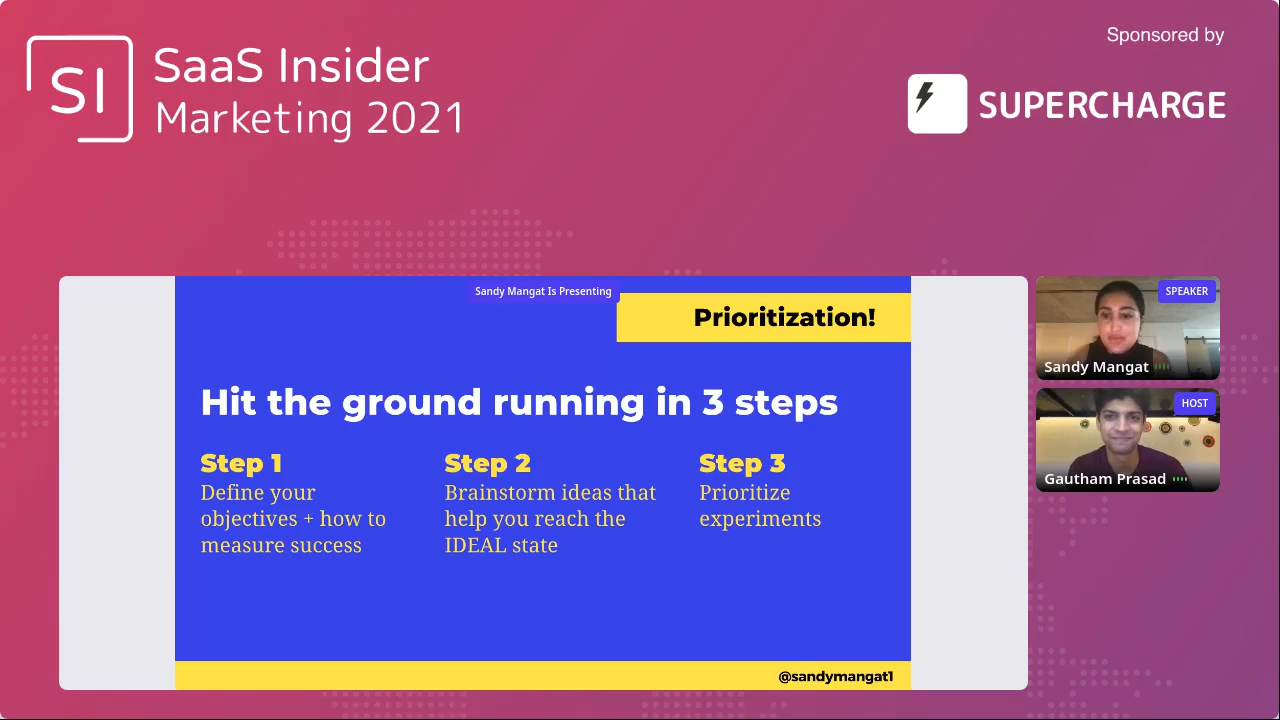 SI
SaaS Insider
Marketing 2021
Sponsored by
SUPERCHARGE
Sandy Mangat Is Presenting
Prioritization!
Hit the ground running in 3 steps
Step 1
Define your
objectives + how to
measure success
Step 2
Brainstorm ideas that
help you reach the
IDEAL state
Step 3
Prioritize
experiments
@sandymangat1
SPEAKER
Sandy Mangat
HOST
Gautham Prasad